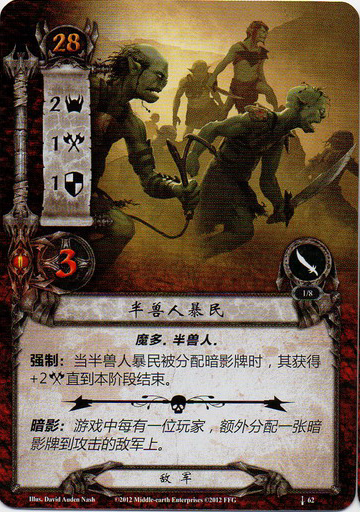 28
2
1
1
3
1/8
半兽人暴民
魔多. 半兽人.
强制: 当半兽人暴民被分配暗影牌时，其获得
+2 直到本阶段结束。
暗影: 游戏中每有一位玩家，额外分配一张暗
影牌到攻击的敌军上。
敌军
Illus. David Auden Nash ©2012 Middle-earth Enterprises ©2012 FFG 62